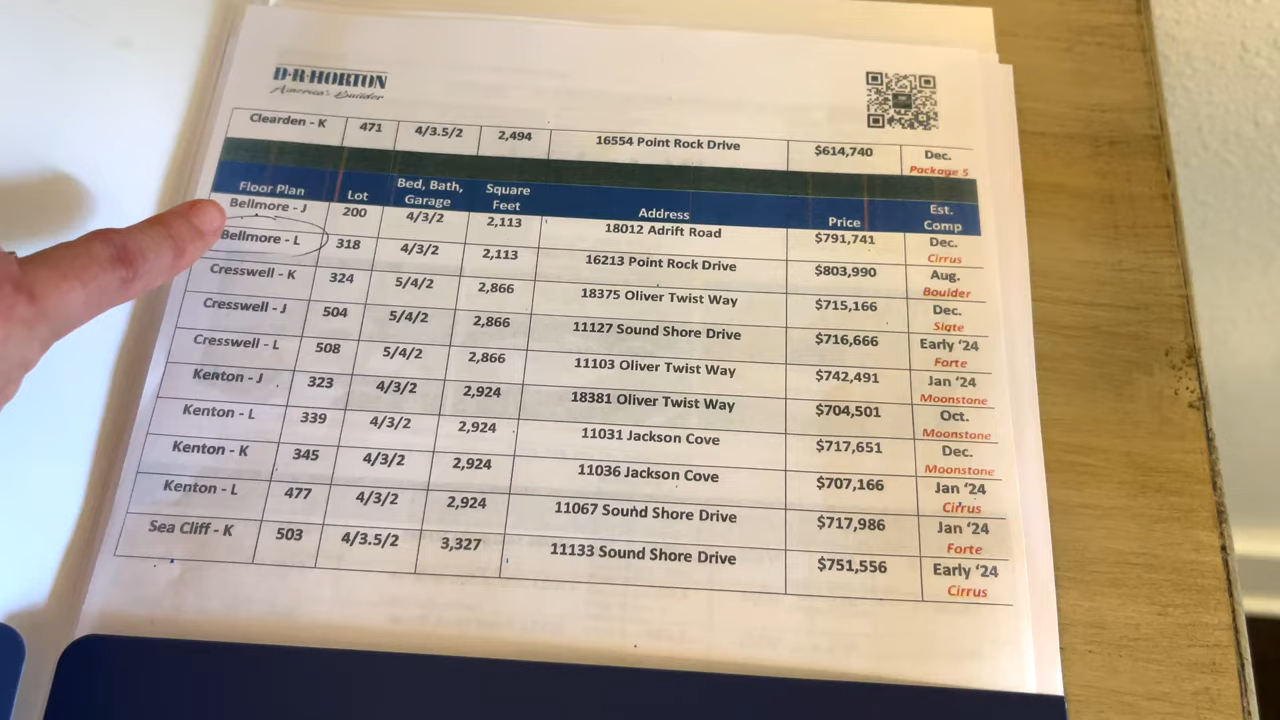 D·R·HORTON
America's Builder
Clearden - K 471 4/3.5/2 2,494 16554 Point Rock Drive $614,740 Dec.
Package 5
Floor Plan Lot Bed, Bath, Garage Square Feet Address Price Est. Comp
Bellmore - J 200 4/3/2 2,113 18012 Adrift Road $791,741 Dec.
Cirrus
Bellmore - L 318 4/3/2 2,113 16213 Point Rock Drive $803,990 Aug.
Boulder
Cresswell - K 324 5/4/2 2,866 18375 Oliver Twist Way $715,166 Dec.
Slate
Cresswell - J 504 5/4/2 2,866 11127 Sound Shore Drive $716,666 Early ‘24
Forte
Cresswell - L 508 5/4/2 2,866 11103 Oliver Twist Way $742,491 Jan ‘24
Moonstone
Kenton - J 323 4/3/2 2,924 18381 Oliver Twist Way $704,501 Oct.
Moonstone
Kenton - L 339 4/3/2 2,924 11031 Jackson Cove $717,651 Dec.
Moonstone
Kenton - K 345 4/3/2 2,924 11036 Jackson Cove $707,166 Jan ‘24
Cirrus
Kenton - L 477 4/3/2 2,924 11067 Sound Shore Drive $717,986 Jan ‘24
Forte
Sea Cliff - K 503 4/3.5/2 3,327 11133 Sound Shore Drive $751,556 Early ‘24
Cirrus